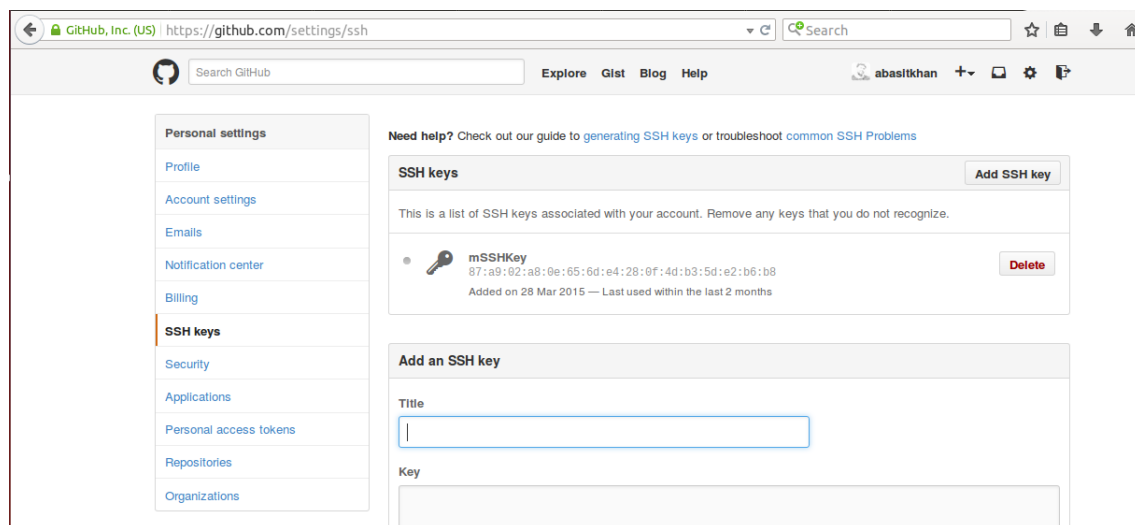 GitHub, Inc. (US) https://github.com/settings/ssh Search
Search GitHub Explore Gist Blog Help abasitkhan
Personal settings
Profile
Account settings
Emails
Notification center
Billing
SSH keys
Security
Applications
Personal access tokens
Repositories
Organizations
Need help? Check out our guide to generating SSH keys or troubleshoot common SSH Problems
SSH keys Add SSH key
This is a list of SSH keys associated with your account. Remove any keys that you do not recognize.
mSSHKey
87:a9:02:a8:0e:65:6d:e4:28:0f:4d:b3:5d:e2:b6:b8
Delete
Added on 28 Mar 2015 — Last used within the last 2 months
Add an SSH key
Title
Key